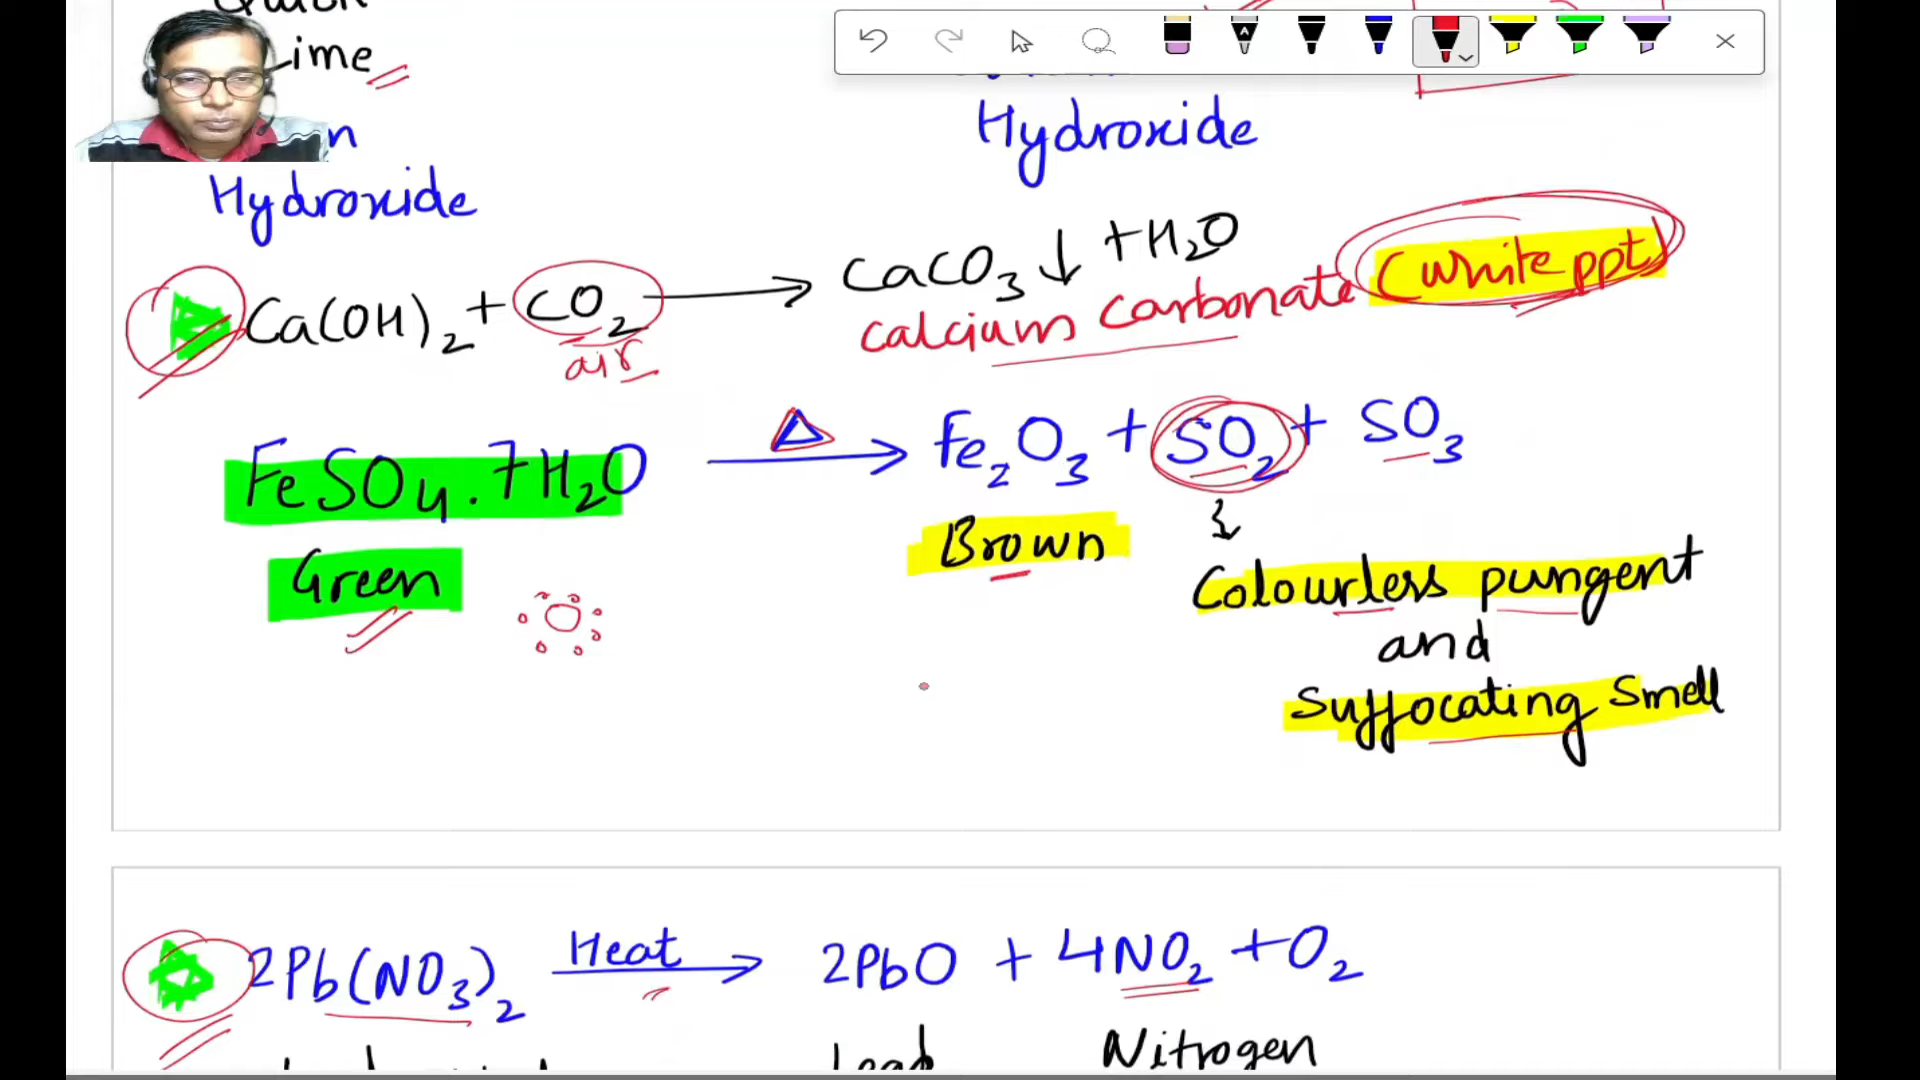 ime
n
Hydroxide
Hydroxide
Ca(OH)₂ + CO₂ → CaCO₃↓ + H₂O
air
calcium carbonate (white ppt)
FeSO₄.7H₂O →Δ Fe₂O₃ + SO₂ + SO₃
Green
Brown
Colourless pungent
and
Suffocating Smell
2Pb(NO₃)₂ Heat → 2PbO + 4NO₂ + O₂
Lead
Nitrogen